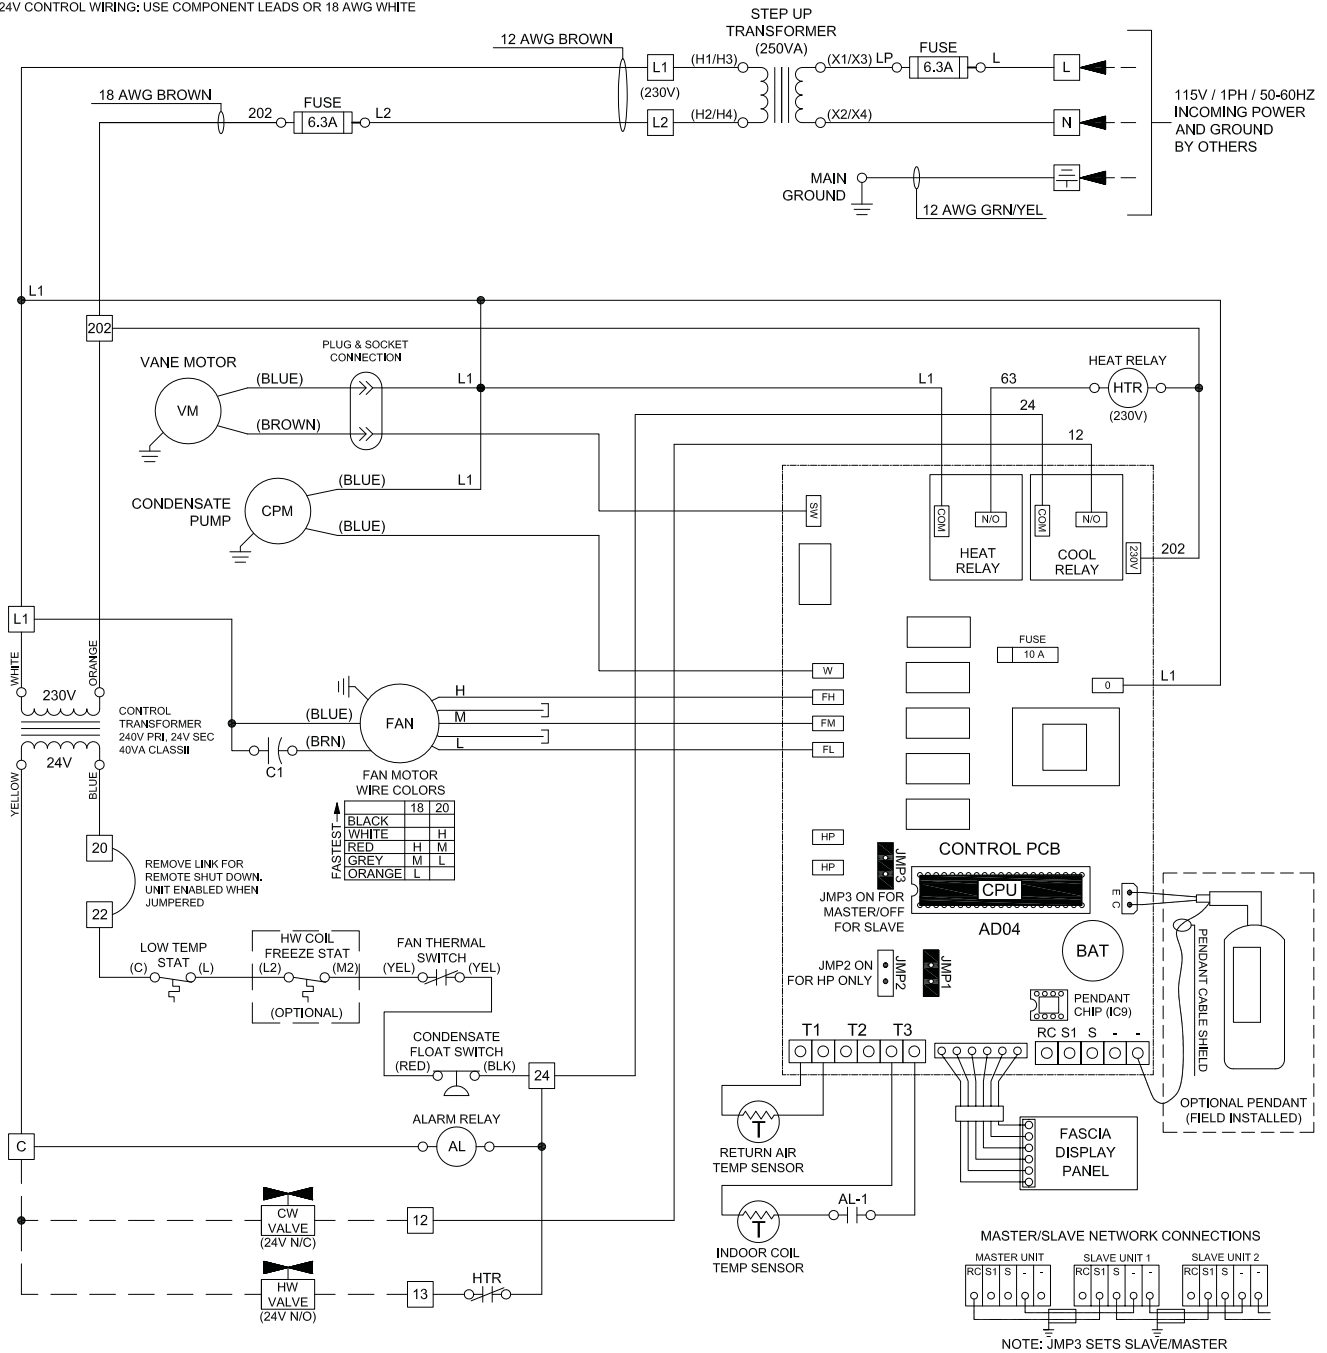 24V CONTROL WIRING: USE COMPONENT LEADS OR 18 AWG WHITE
STEP UP
TRANSFORMER
(250VA)
12 AWG BROWN
L1
(230V)
L2
(H1/H3)
(H2/H4)
(X1/X3)
(X2/X4)
LP
FUSE
6.3A
L
L
N
115V / 1PH / 50-60HZ
INCOMING POWER
AND GROUND
BY OTHERS
18 AWG BROWN
202
FUSE
6.3A
L2
MAIN
GROUND
12 AWG GRN/YEL
L1
202
VANE MOTOR
VM
(BLUE)
(BROWN)
PLUG & SOCKET
CONNECTION
L1
L1
63
24
12
HEAT RELAY
HTR
(230V)
CONDENSATE
PUMP
CPM
(BLUE)
L1
(BLUE)
SW
COM
N/O
HEAT
RELAY
COM
N/O
COOL
RELAY
230V
202
L1
WHITE
ORANGE
230V
24V
YELLOW
BLUE
CONTROL
TRANSFORMER
240V PRI, 24V SEC
40VA CLASSII
FAN
(BLUE)
(BRN)
C1
H
M
L
FAN MOTOR
WIRE COLORS
FASTEST
18 20
BLACK
WHITE H
RED H M
GREY M L
ORANGE L
W
FH
FM
FL
HP
HP
FUSE
10 A
0
L1
20
22
REMOVE LINK FOR
REMOTE SHUT DOWN.
UNIT ENABLED WHEN
JUMPERED
JMP3
JMP3 ON FOR
MASTER/OFF
FOR SLAVE
CONTROL PCB
CPU
AD04
E
C
BAT
JMP2 ON
FOR HP ONLY
JMP2
JMP1
PENDANT
CHIP (IC9)
RC S1 S - -
T1 T2 T3
PENDANT CABLE SHIELD
OPTIONAL PENDANT
(FIELD INSTALLED)
LOW TEMP
STAT
(C)
(L)
HW COIL
FREEZE STAT
(L2)
(M2)
(OPTIONAL)
FAN THERMAL
SWITCH
(YEL)
(YEL)
CONDENSATE
FLOAT SWITCH
(RED)
(BLK)
24
C
ALARM RELAY
AL
CW
VALVE
(24V N/C)
12
HW
VALVE
(24V N/O)
13
HTR
T
RETURN AIR
TEMP SENSOR
AL-1
T
INDOOR COIL
TEMP SENSOR
FASCIA
DISPLAY
PANEL
MASTER/SLAVE NETWORK CONNECTIONS
MASTER UNIT
RC S1 S - -
SLAVE UNIT 1
RC S1 S - -
SLAVE UNIT 2
RC S1 S - -
NOTE: JMP3 SETS SLAVE/MASTER